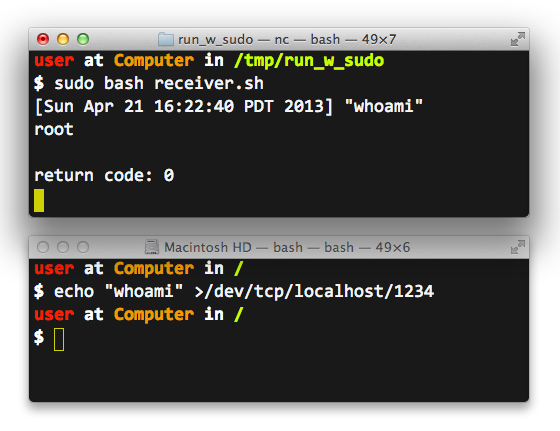 run_w_sudo — nc — bash — 49×7
user at Computer in /tmp/run_w_sudo
$ sudo bash receiver.sh
[Sun Apr 21 16:22:40 PDT 2013] "whoami"
root
return code: 0
Macintosh HD — bash — bash — 49×6
user at Computer in /
$ echo "whoami" >/dev/tcp/localhost/1234
user at Computer in /
$